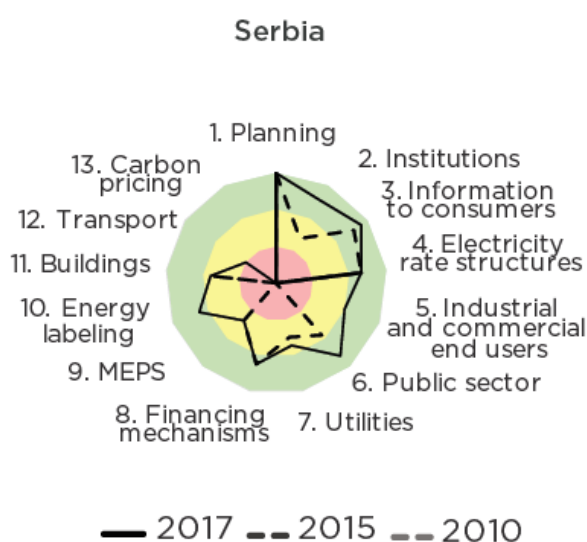 Serbia
1. Planning
2. Institutions
3. Information
to consumers
4. Electricity
rate structures
5. Industrial
and commercial
end users
6. Public sector
7. Utilities
8. Financing
mechanisms
9. MEPS
10. Energy
labeling
11. Buildings
12. Transport
13. Carbon
pricing
2017 2015 2010